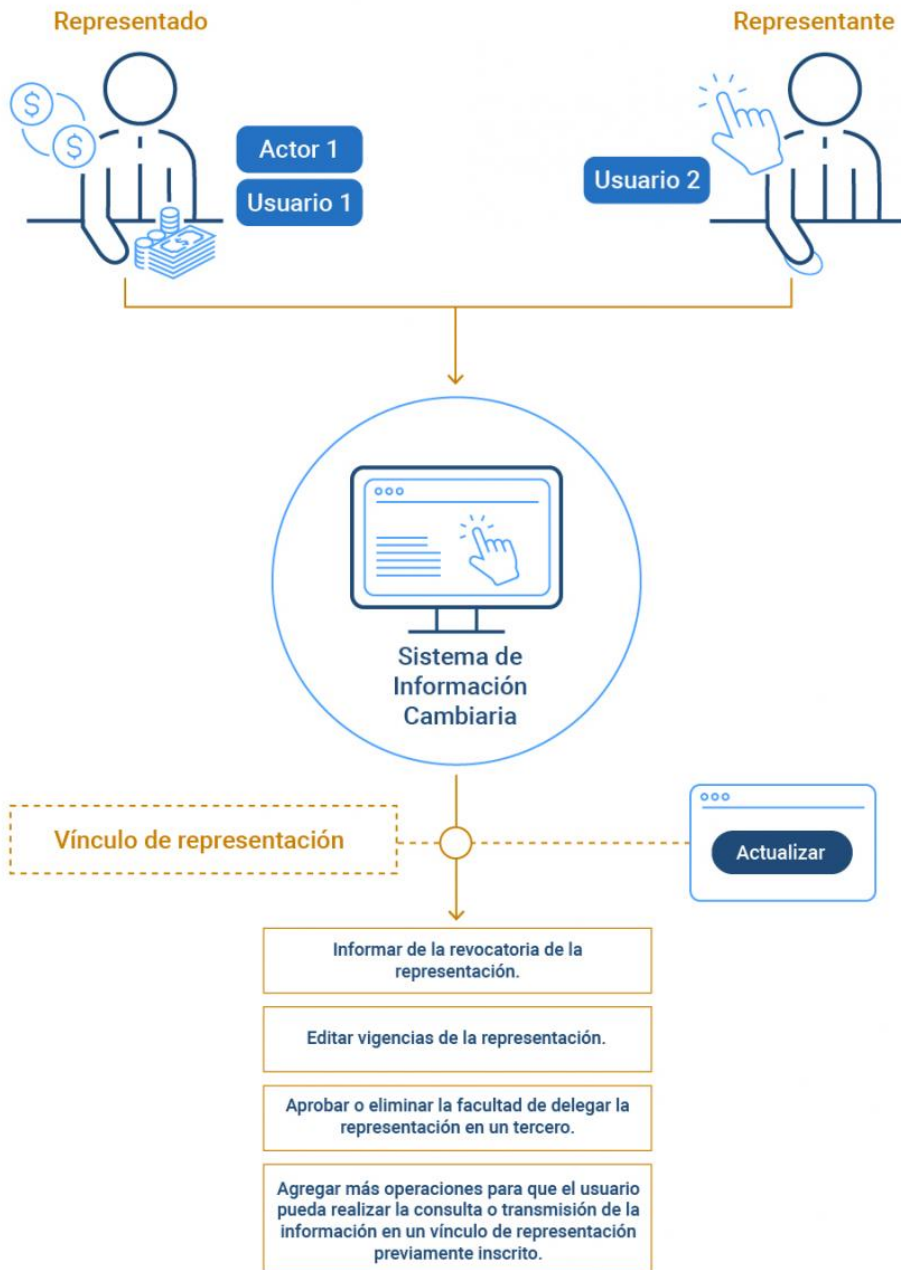 Representado
Representante
$
$
Actor 1
Usuario 1
Usuario 2
Sistema de
Información
Cambiaria
Vínculo de representación
Actualizar
Informar de la revocatoria de la
representación.
Editar vigencias de la representación.
Aprobar o eliminar la facultad de delegar la
representación en un tercero.
Agregar más operaciones para que el usuario
pueda realizar la consulta o transmisión de la
información en un vínculo de representación
previamente inscrito.